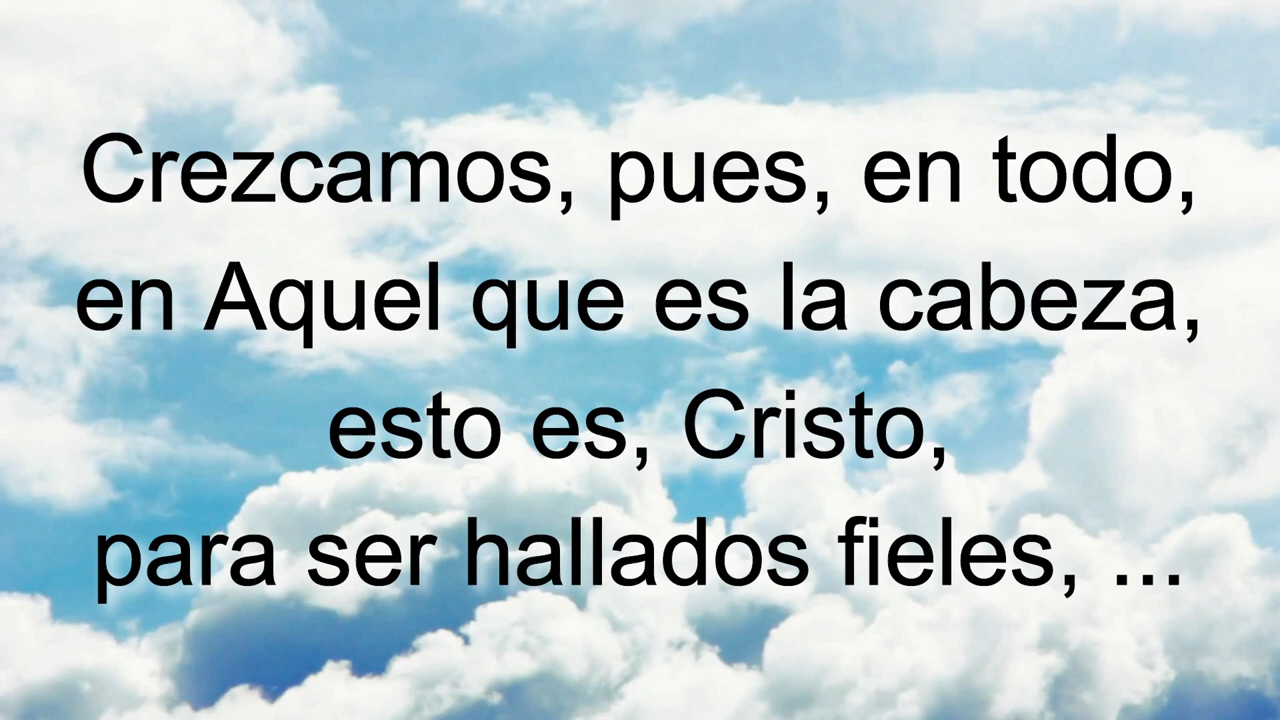 Crezcamos, pues, en todo,
en Aquel que es la cabeza,
esto es, Cristo,
para ser hallados fieles, ...